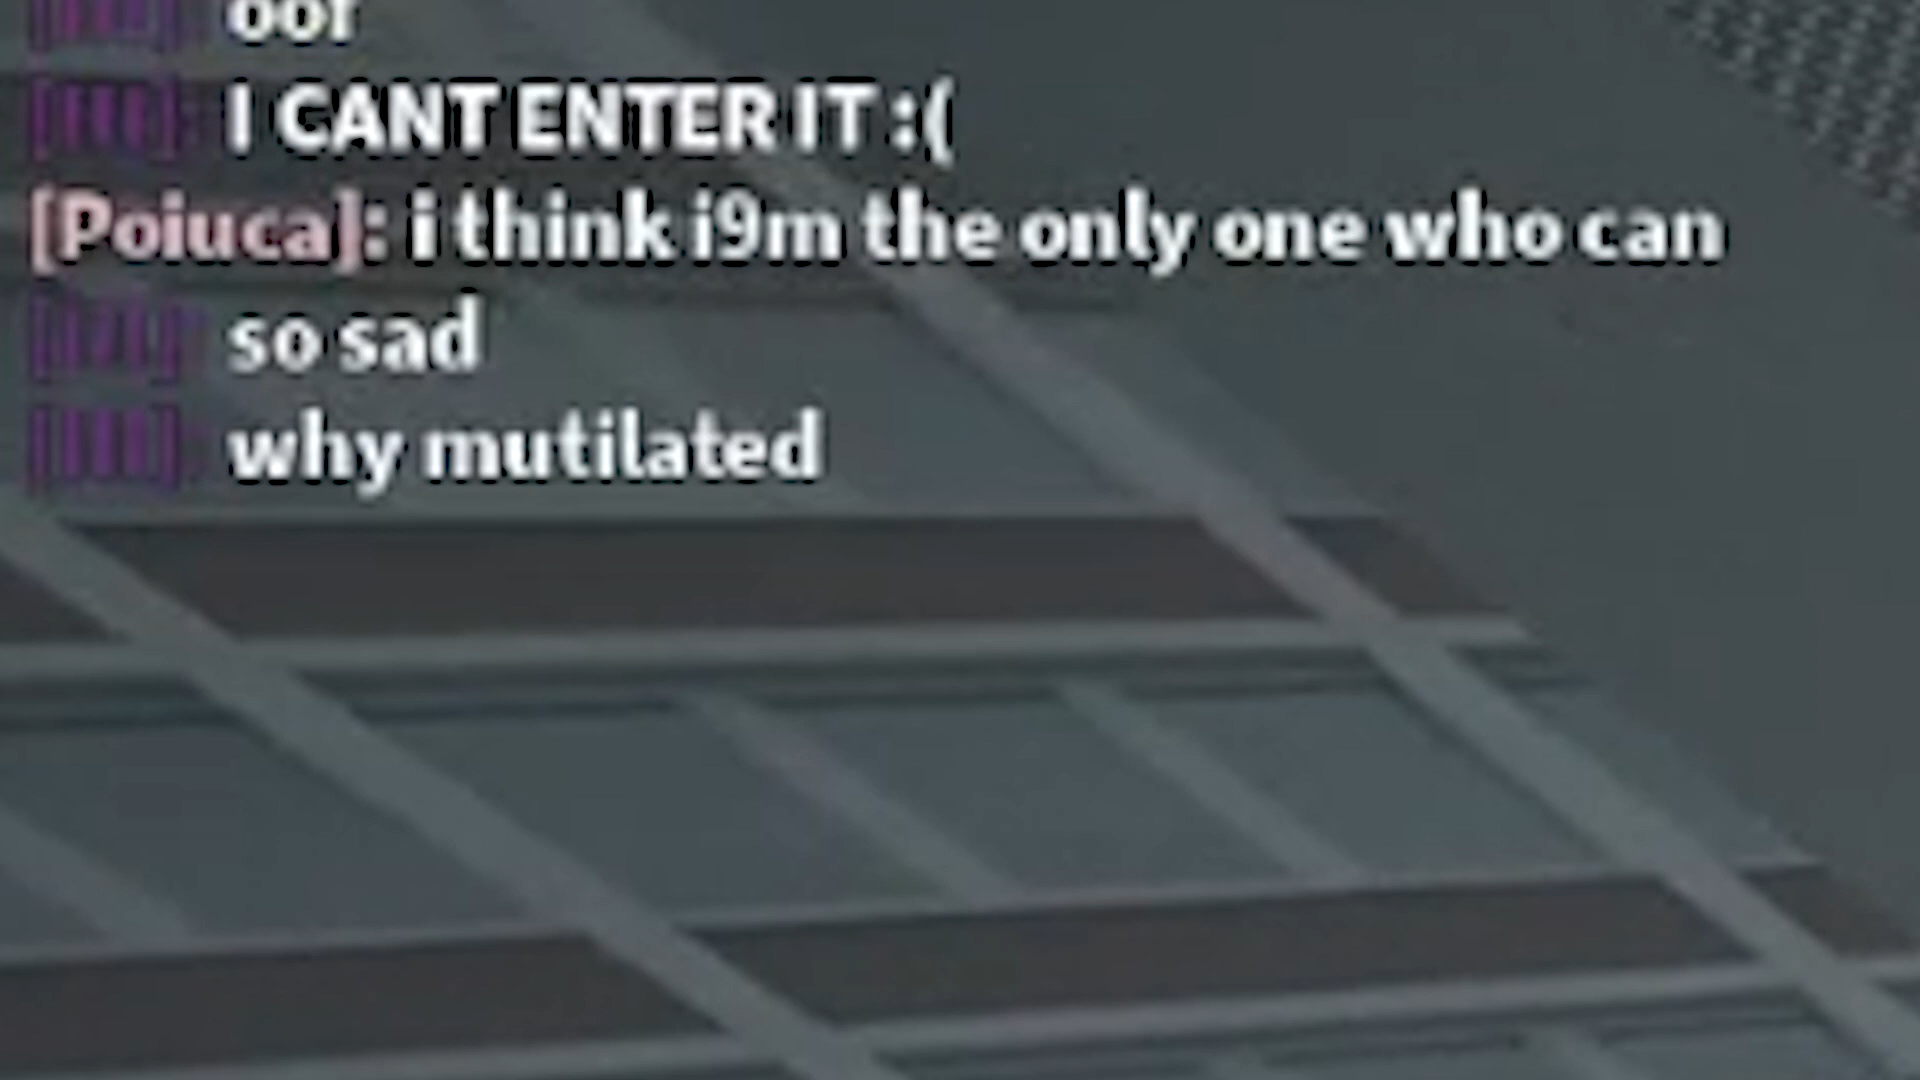 oof
I CANT ENTER IT :(
[Poiuca]: i think i9m the only one who can
so sad
why mutilated